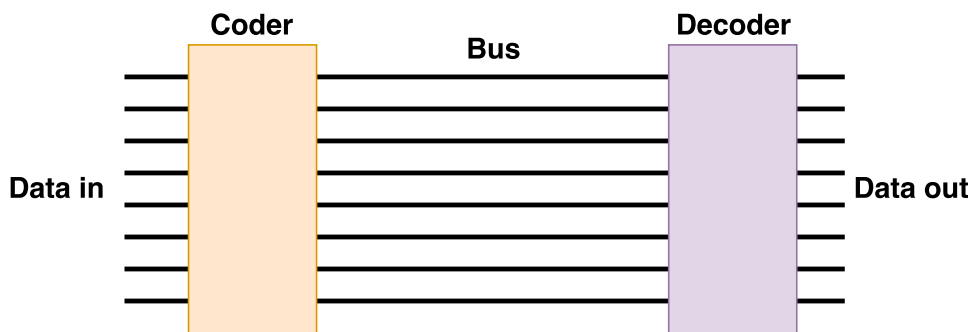 Coder
Decoder
Bus
Data in
Data out